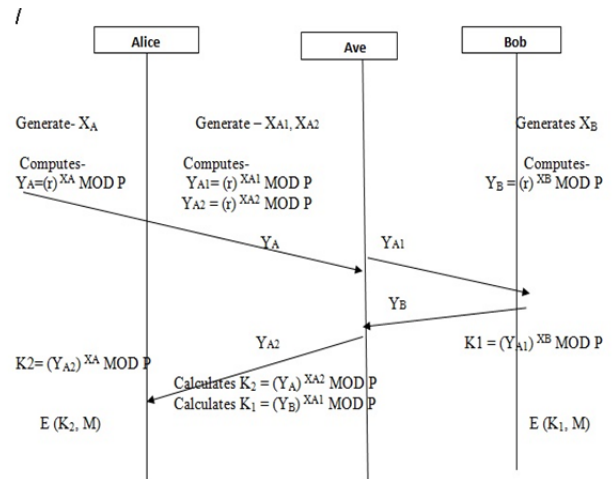 /
Alice
Ave
Bob
Generate- XA
Generate – XA1, XA2
Generates XB
Computes-
YA=(r) XA MOD P
Computes-
YA1= (r) XA1 MOD P
YA2 = (r) XA2 MOD P
Computes-
YB = (r) XB MOD P
YA
YA1
YB
YA2
K2= (YA2) XA MOD P
K1 = (YA1) XB MOD P
Calculates K2 = (YA) XA2 MOD P
Calculates K1 = (YB) XA1 MOD P
E (K2, M)
E (K1, M)